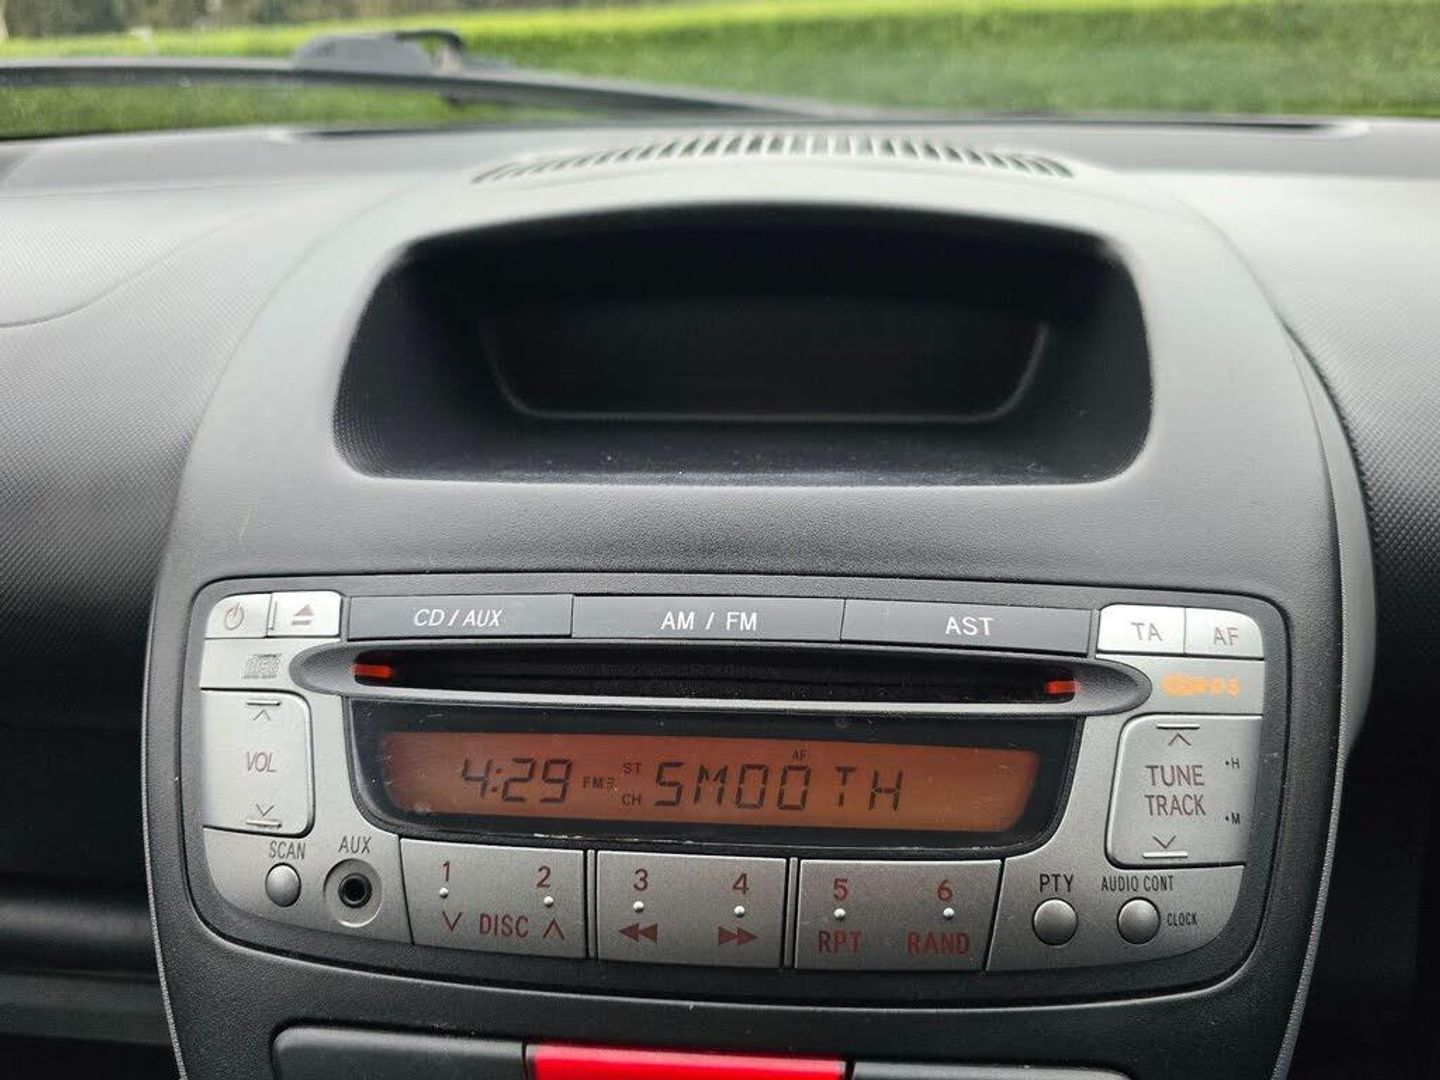 CD / AUX AM / FM AST TA AF
VOL
4:29 FM3 ST CH AF SMOOTH
TUNE
TRACK
•H
•M
SCAN AUX
1 2 3 4 5 6
DISC RPT RAND
PTY AUDIO CONT
CLOCK